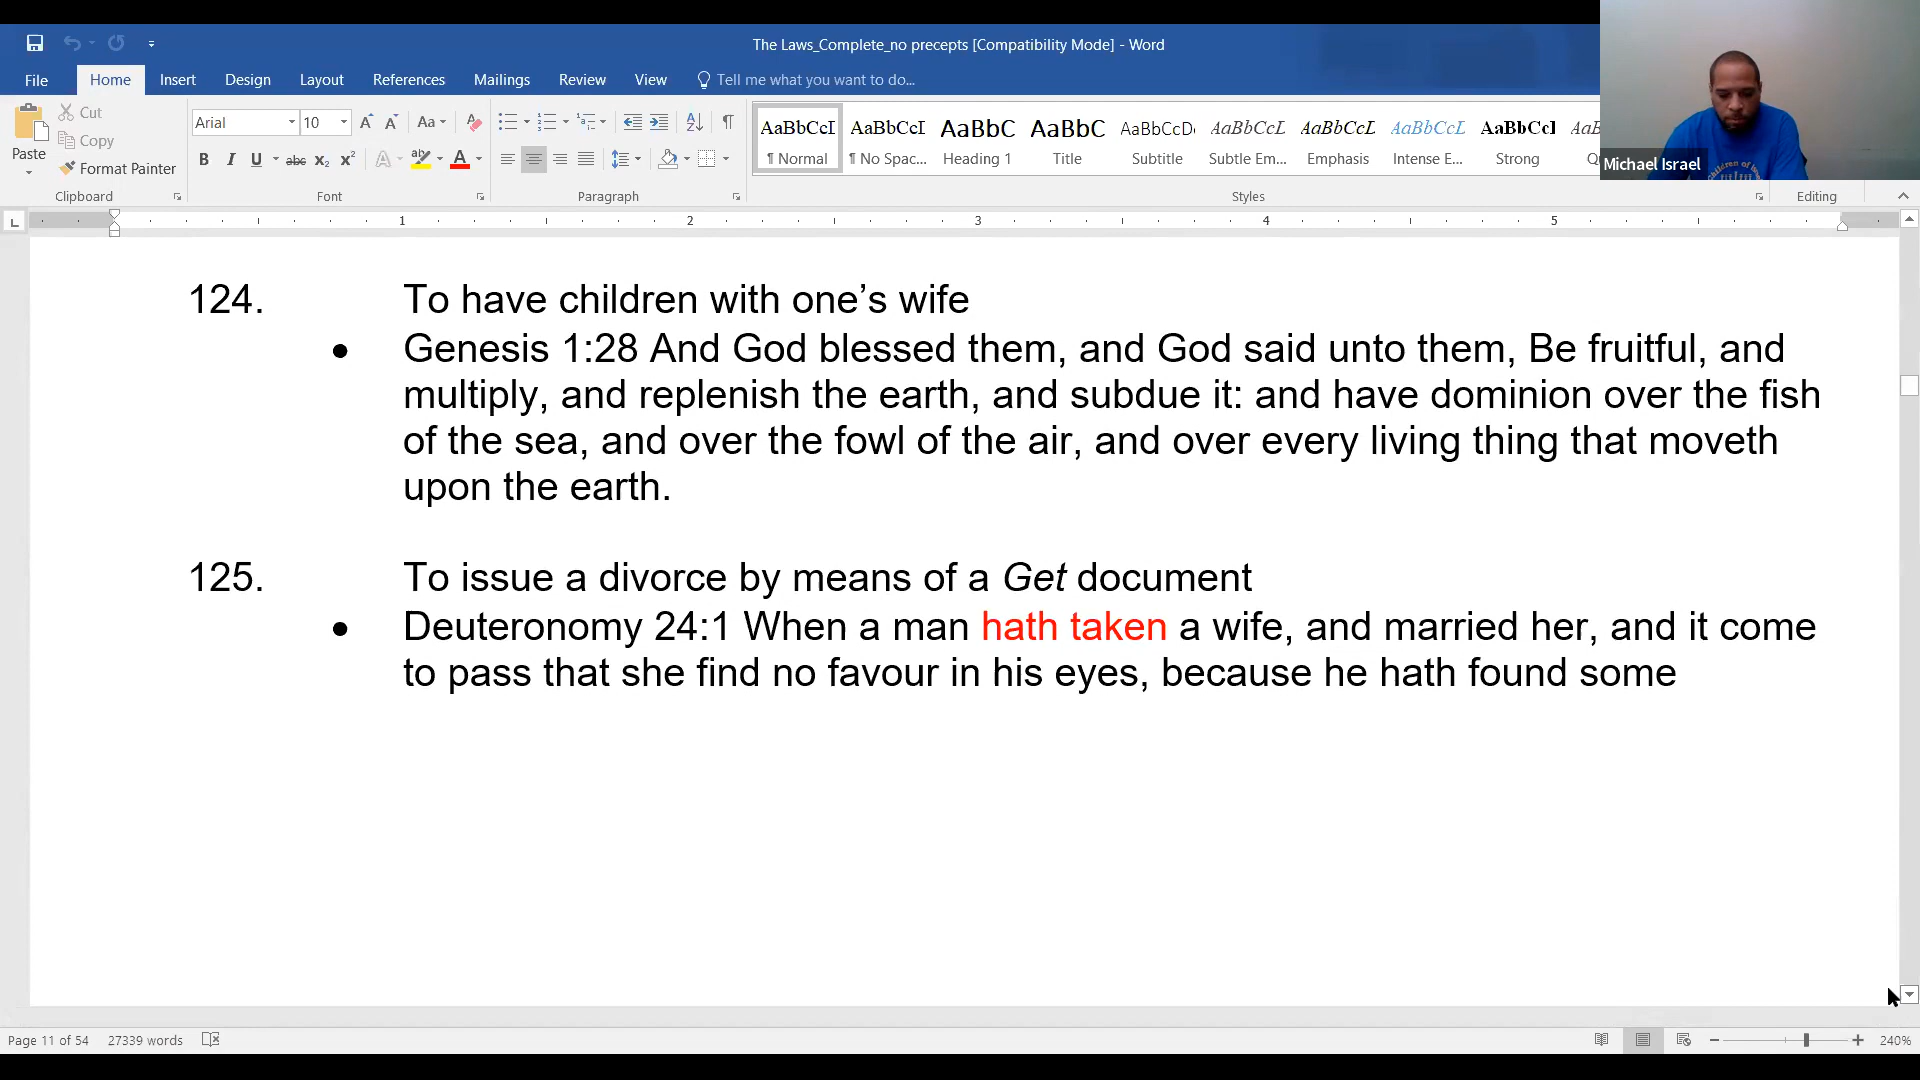 The Laws_Complete_no precepts [Compatibility Mode] - Word
File Home Insert Design Layout References Mailings Review View Tell me what you want to do...
Paste
Cut
Copy
Format Painter
Clipboard
Arial 10
Font
Paragraph
AaBbCcI ¶ Normal
AaBbCcI ¶ No Spac...
AaBbC Heading 1
AaBbC Title
AaBbCcD Subtitle
AaBbCcL Subtle Em...
AaBbCcL Emphasis
AaBbCcL Intense E...
AaBbCcI Strong
Styles
Editing
Michael Israel
1 2 3 4 5
124. To have children with one’s wife
• Genesis 1:28 And God blessed them, and God said unto them, Be fruitful, and
multiply, and replenish the earth, and subdue it: and have dominion over the fish
of the sea, and over the fowl of the air, and over every living thing that moveth
upon the earth.
125. To issue a divorce by means of a Get document
• Deuteronomy 24:1 When a man hath taken a wife, and married her, and it come
to pass that she find no favour in his eyes, because he hath found some
Page 11 of 54 27339 words 240%